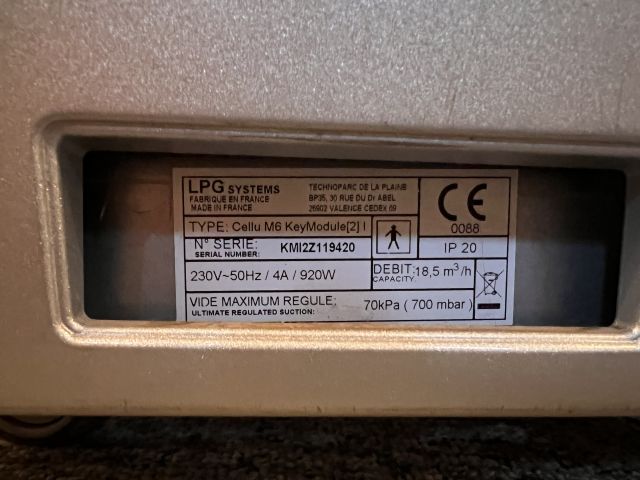 LPG SYSTEMS
FABRIQUE EN FRANCE
MADE IN FRANCE
TECHNOPARC DE LA PLAINE
BP35, 30 RUE DU Dr ABEL
26902 VALENCE CEDEX 09
CE
0088
TYPE: Cellu M6 KeyModule[2] I
N° SERIE: KMI2Z119420
SERIAL NUMBER:
IP 20
230V~50Hz / 4A / 920W
DEBIT: 18,5 m³/h
CAPACITY:
VIDE MAXIMUM REGULE: 70kPa ( 700 mbar )
ULTIMATE REGULATED SUCTION: